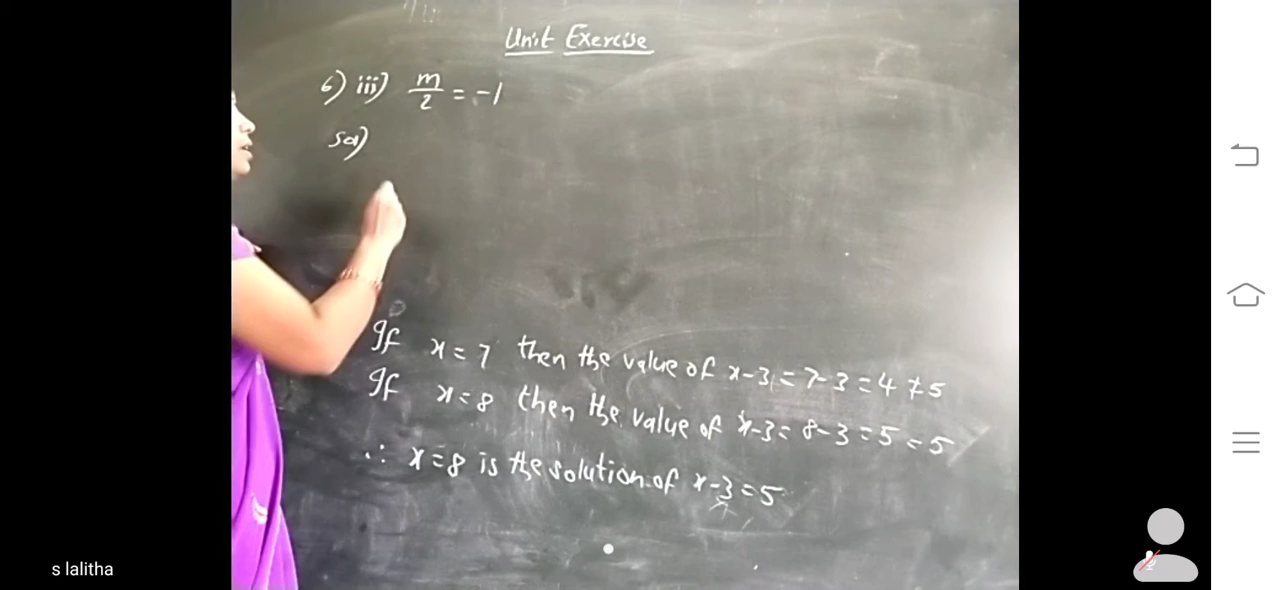 Unit Exercise
6) iii) m/2 = -1
Sol)
If x = 7 then the value of x-3 = 7-3 = 4 ≠ 5
If x = 8 then the value of x-3 = 8-3 = 5 = 5
∴ x = 8 is the solution of x-3 = 5
s lalitha